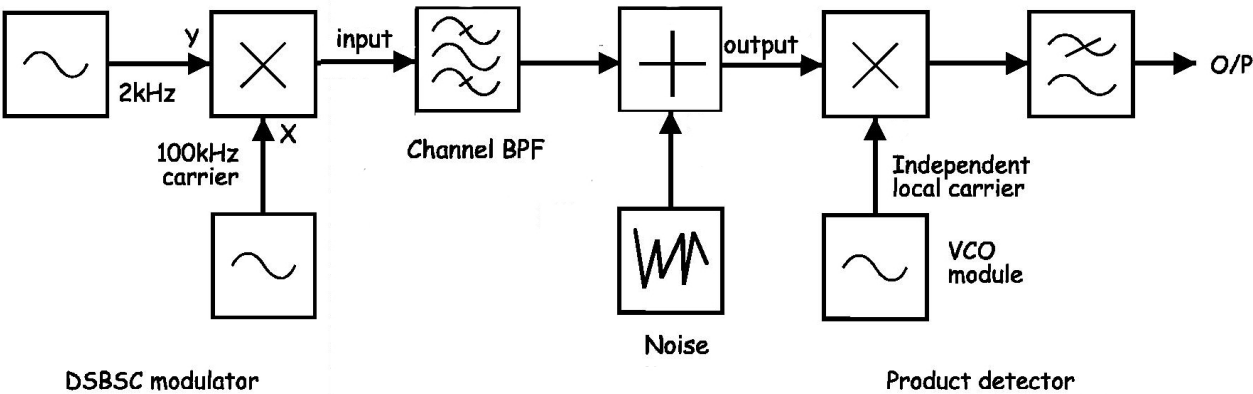 Y
input
output
2kHz
X
O/P
100kHz
carrier
Channel BPF
Independent
local carrier
VCO
module
Noise
DSBSC modulator
Product detector